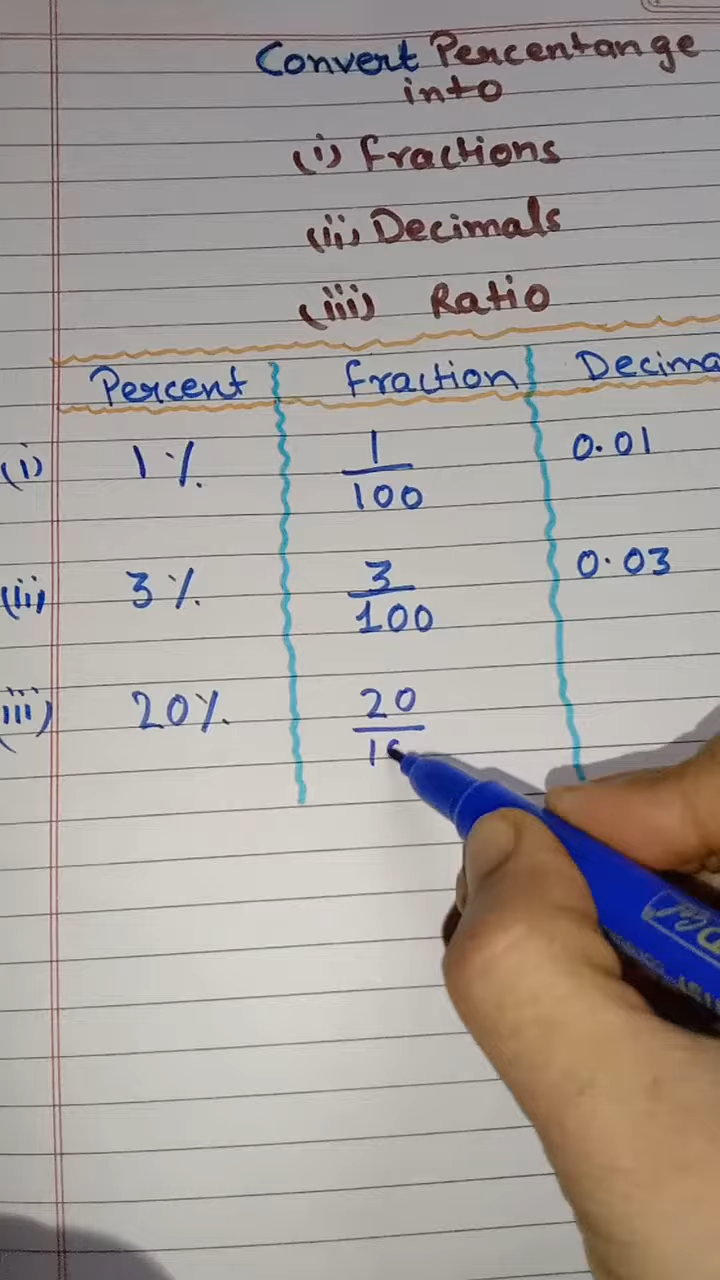 Convert Percentange
into
(i) Fractions
(ii) Decimals
(iii) Ratio
Percent Fraction Decima
(i) 1% 1/100 0.01
(ii) 3% 3/100 0.03
(iii) 20% 20/10